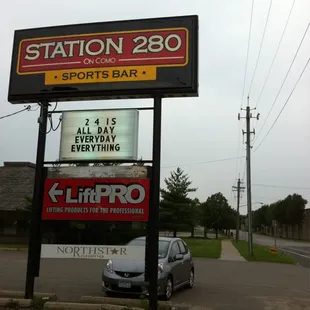 STATION 280
ON COMO
SPORTS BAR
2 4 IS
ALL DAY
EVERYDAY
EVERYTHING
LiftPRO
LIFTING PRODUCTS for the PROFESSIONAL
NORTHSTAR